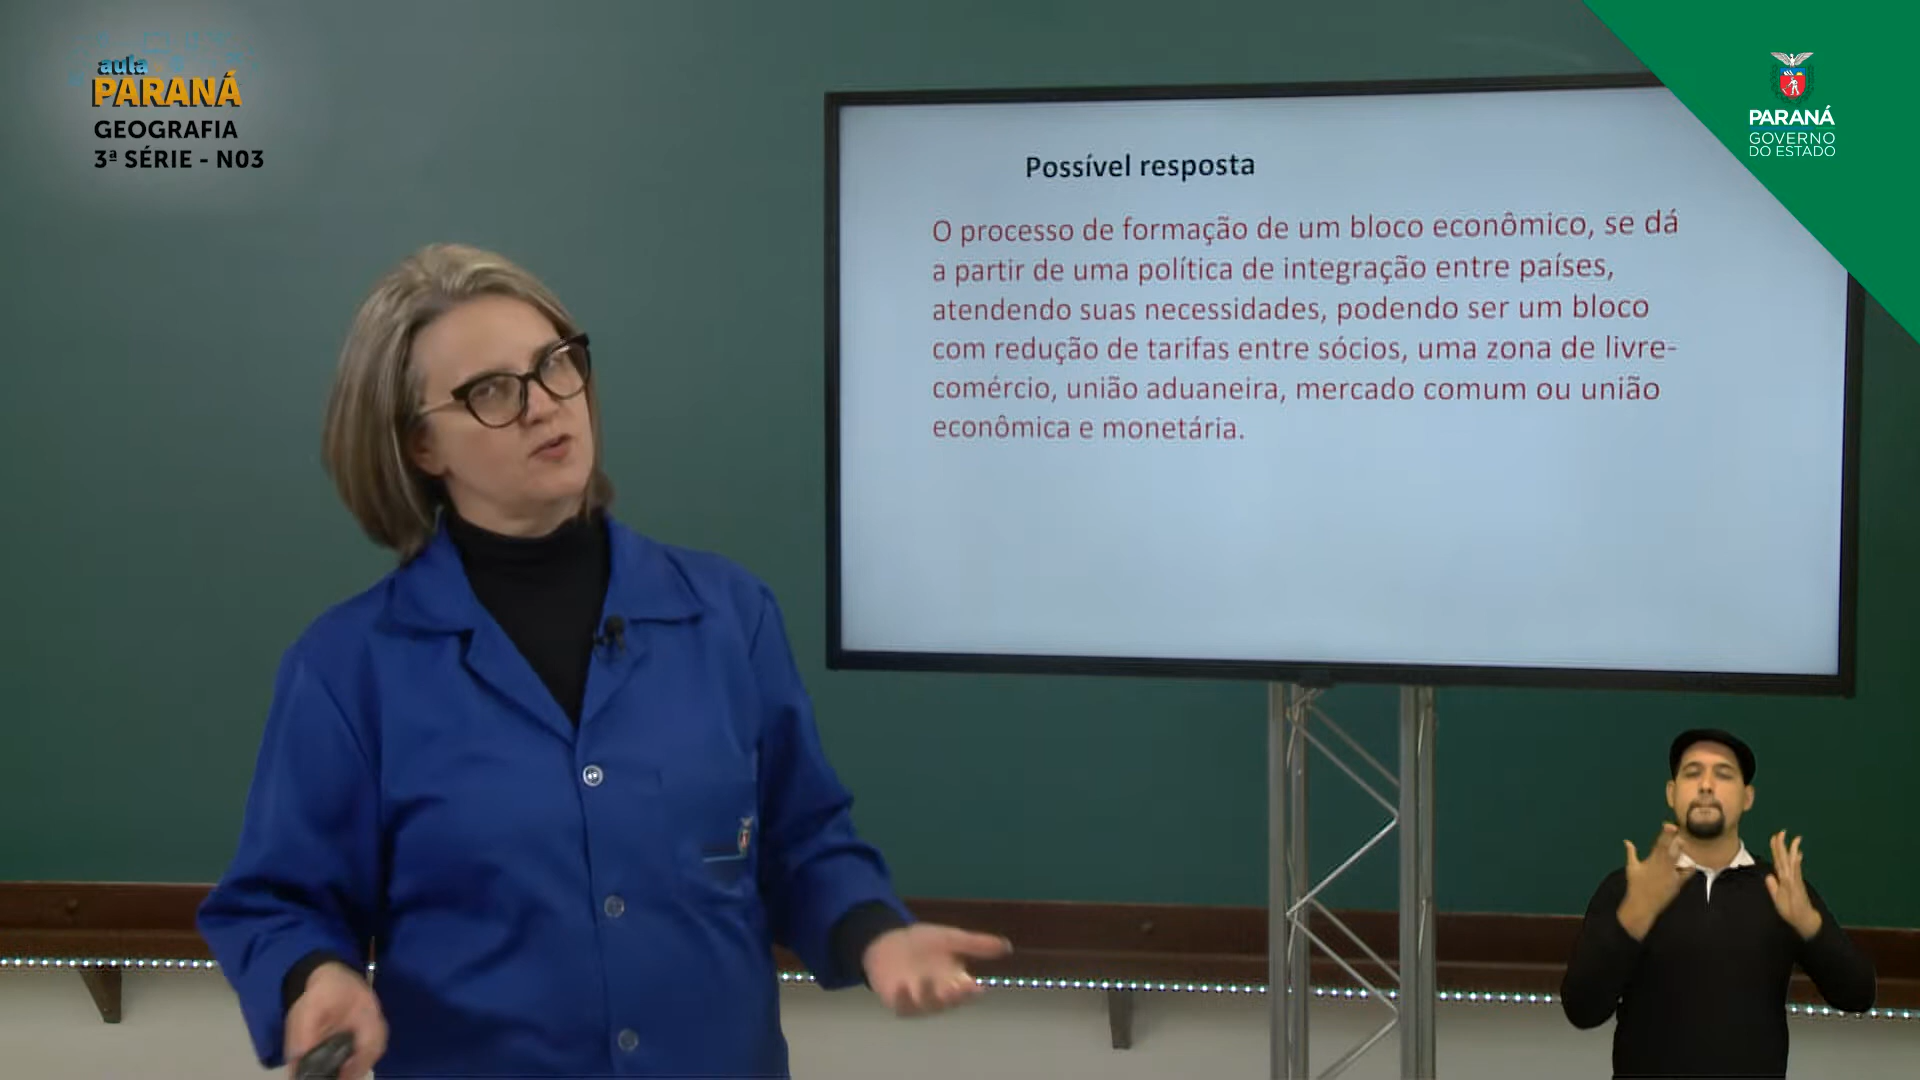 aula
PARANÁ
GEOGRAFIA
3ª SÉRIE - N03
PARANÁ
GOVERNO
DO ESTADO
Possível resposta
O processo de formação de um bloco econômico, se dá
a partir de uma política de integração entre países,
atendendo suas necessidades, podendo ser um bloco
com redução de tarifas entre sócios, uma zona de livre-
comércio, união aduaneira, mercado comum ou união
econômica e monetária.